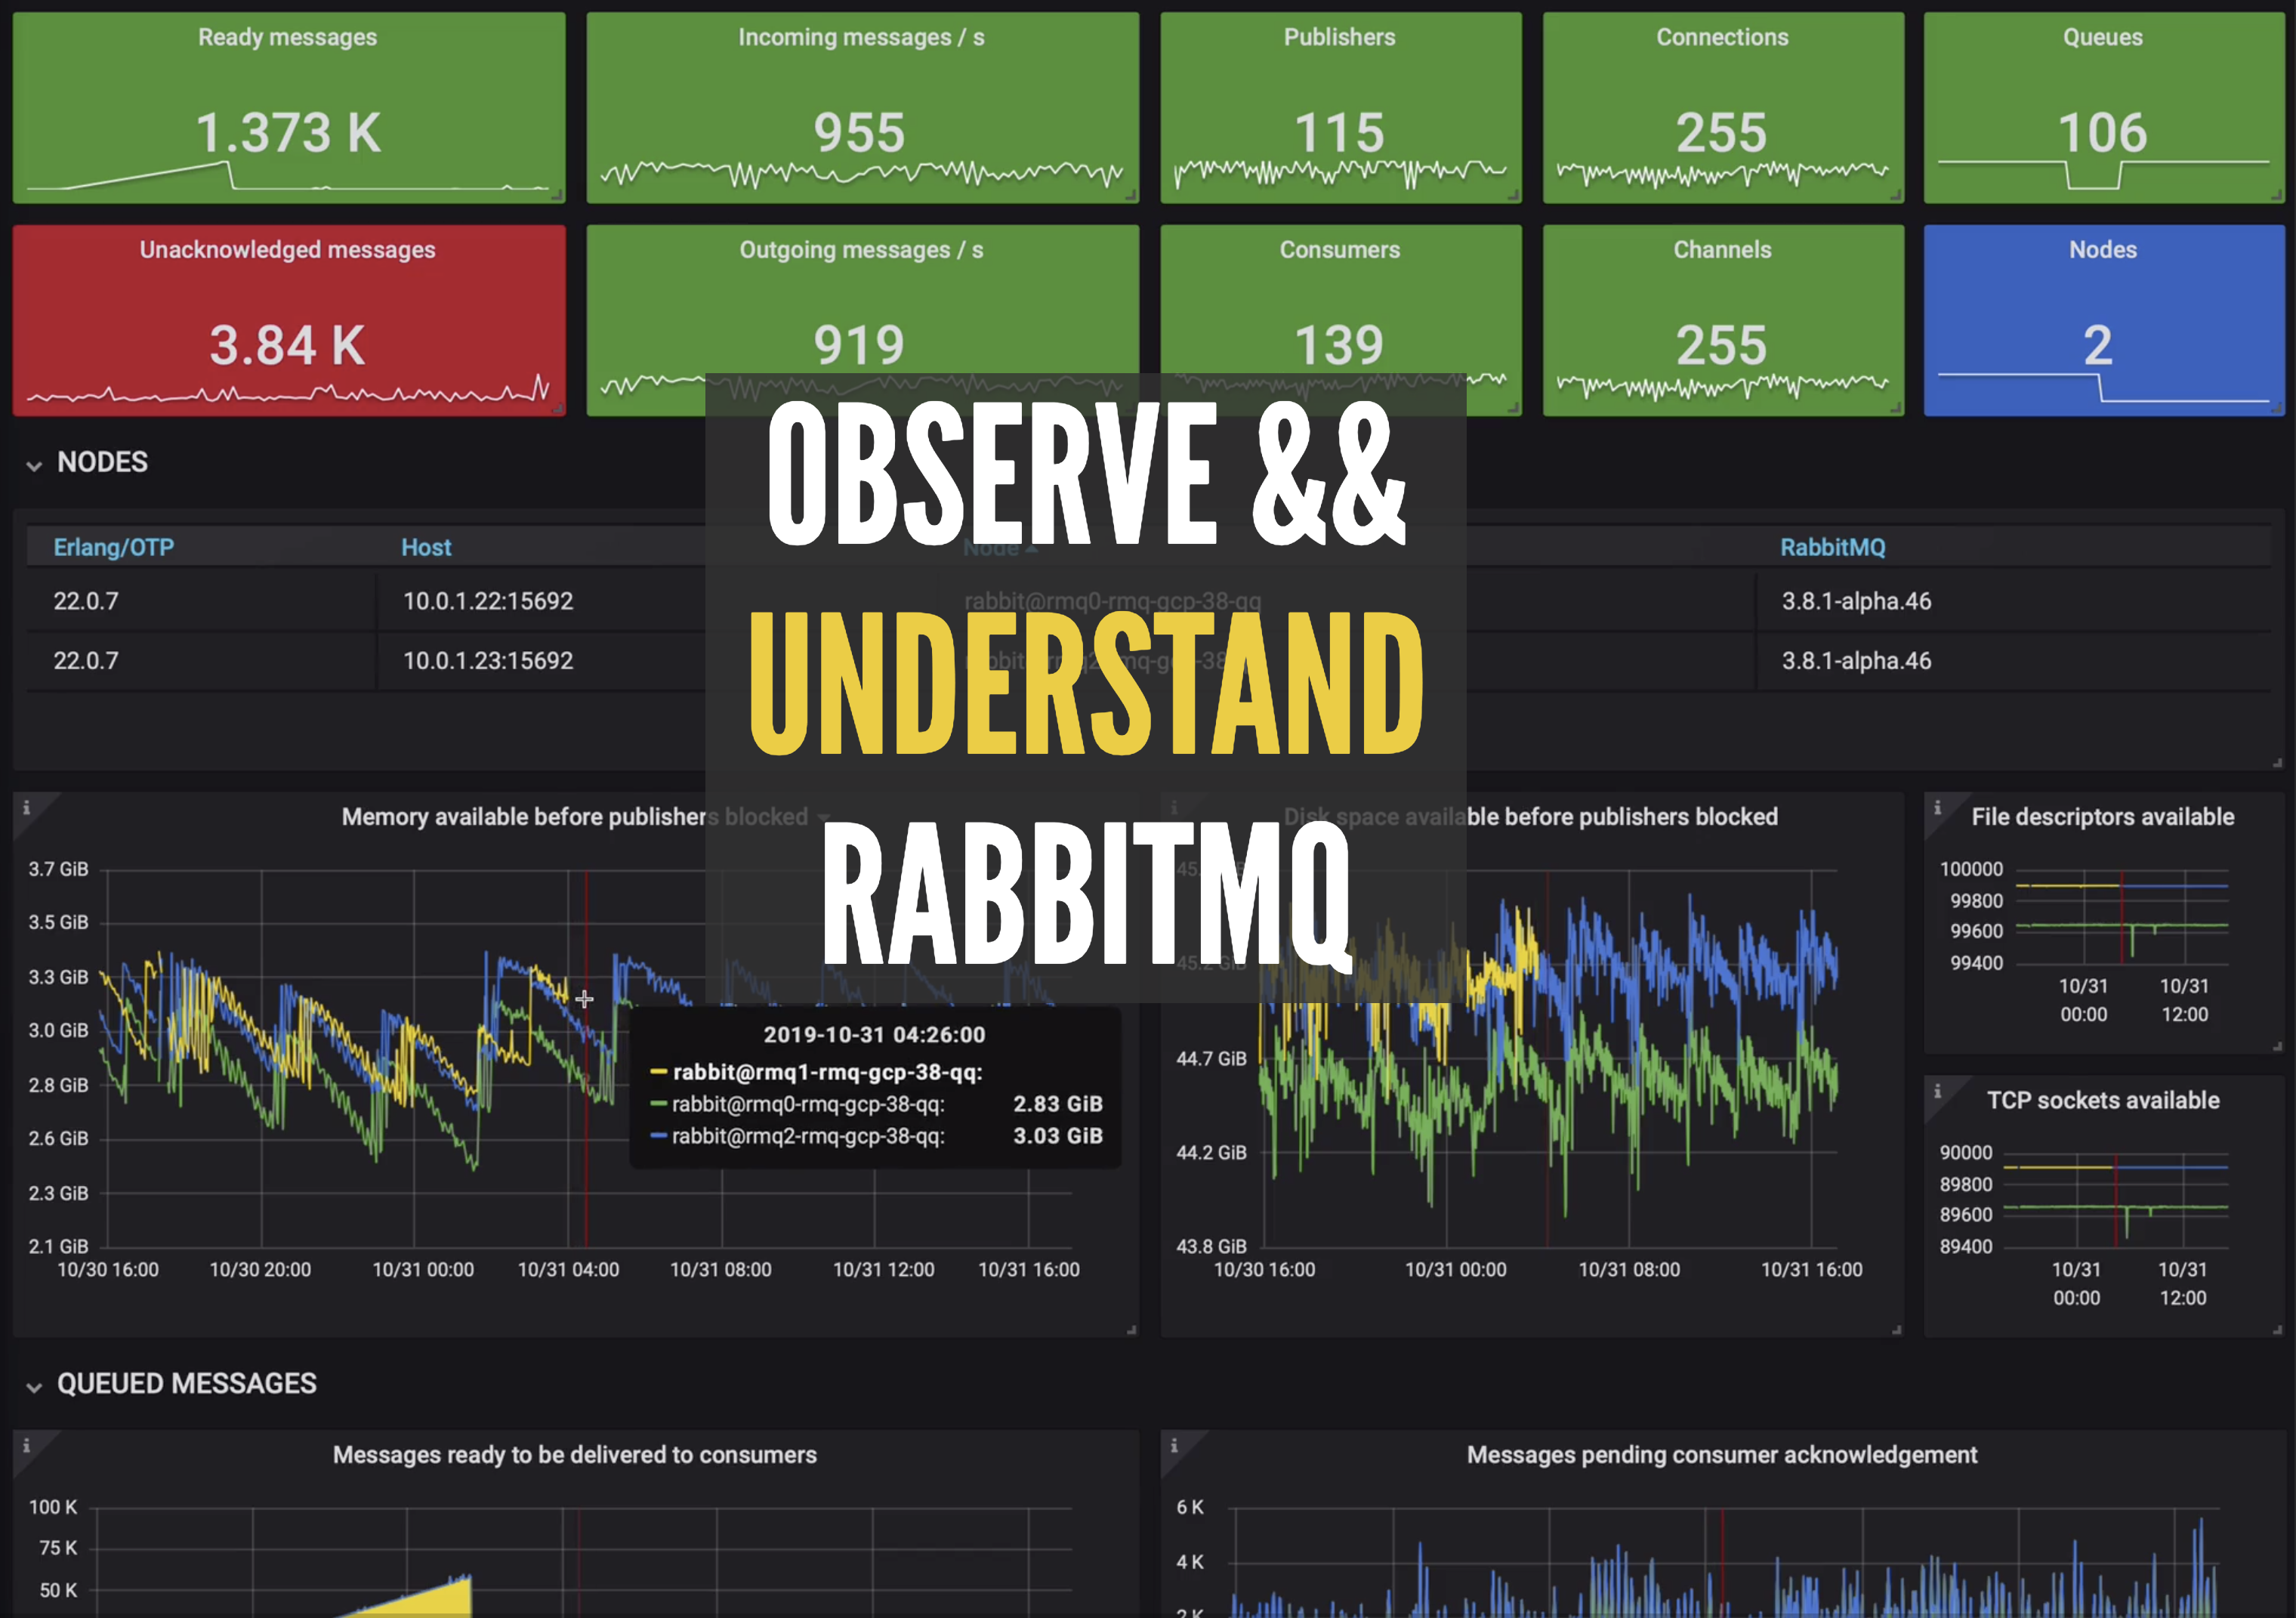 Ready messages
1.373 K
Incoming messages / s
955
Publishers
115
Connections
255
Queues
106
Unacknowledged messages
3.84 K
Outgoing messages / s
919
Consumers
139
Channels
255
Nodes
2
OBSERVE &&
UNDERSTAND
RABBITMQ
NODES
Erlang/OTP Host Node RabbitMQ
22.0.7 10.0.1.22:15692 rabbit@rmq0-rmq-gcp-38-qq 3.8.1-alpha.46
22.0.7 10.0.1.23:15692 3.8.1-alpha.46
Memory available before publishers blocked
3.7 GiB
3.5 GiB
3.3 GiB
3.0 GiB
2.8 GiB
2.6 GiB
2.3 GiB
2.1 GiB
10/30 16:00 10/30 20:00 10/31 00:00 10/31 04:00 10/31 08:00 10/31 12:00 10/31 16:00
2019-10-31 04:26:00
rabbit@rmq1-rmq-gcp-38-qq:
rabbit@rmq0-rmq-gcp-38-qq: 2.83 GiB
rabbit@rmq2-rmq-gcp-38-qq: 3.03 GiB
Disk space available before publishers blocked
45.2 GiB
44.7 GiB
44.2 GiB
43.8 GiB
10/30 16:00 10/31 00:00 10/31 08:00 10/31 16:00
File descriptors available
100000
99800
99600
99400
10/31 10/31
00:00 12:00
TCP sockets available
90000
89800
89600
89400
10/31 10/31
00:00 12:00
QUEUED MESSAGES
Messages ready to be delivered to consumers
100 K
75 K
50 K
Messages pending consumer acknowledgement
6 K
4 K
2 K